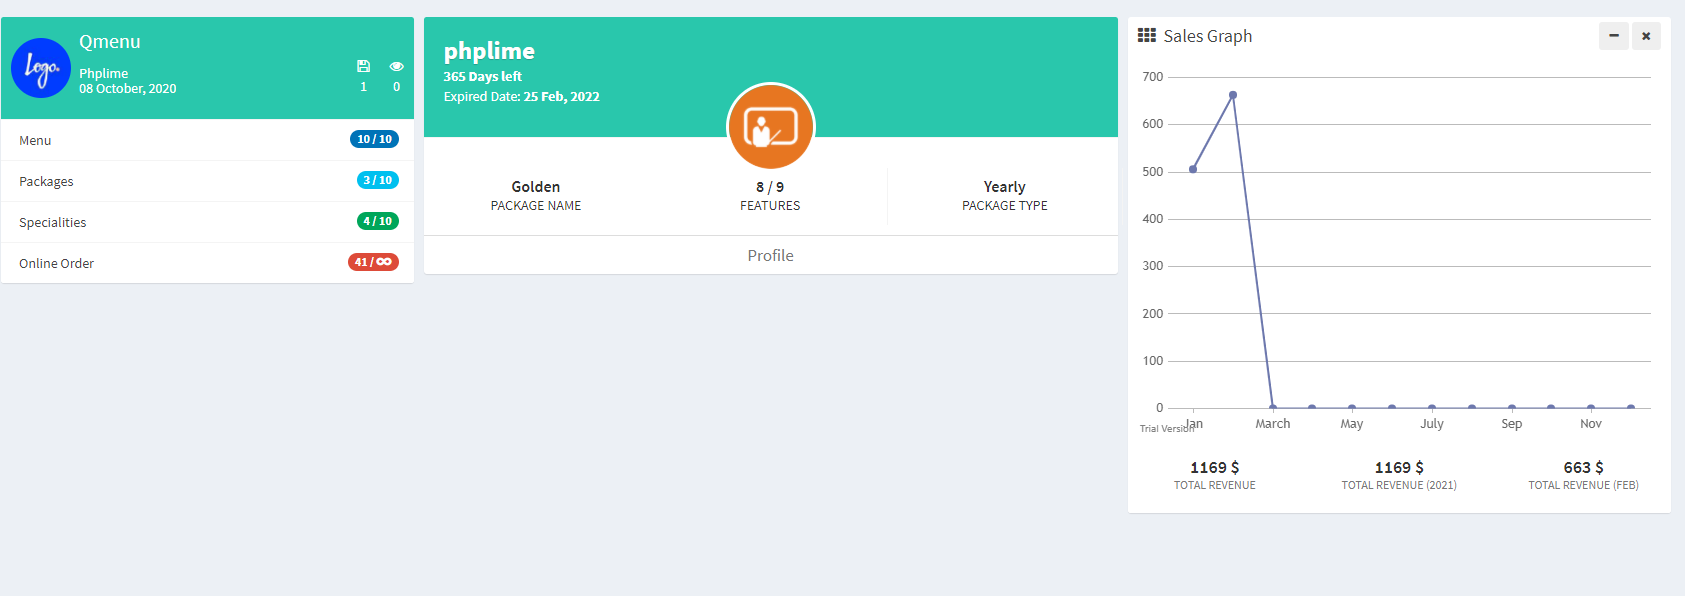 Logo.
Qmenu
Phplime
08 October, 2020
1
0
Menu
10 / 10
Packages
3 / 10
Specialities
4 / 10
Online Order
41 / ∞
phplime
365 Days left
Expired Date: 25 Feb, 2022
Golden
PACKAGE NAME
8 / 9
FEATURES
Yearly
PACKAGE TYPE
Profile
Sales Graph
700
600
500
400
300
200
100
0
Jan March May July Sep Nov
Trial Version
1169 $
TOTAL REVENUE
1169 $
TOTAL REVENUE (2021)
663 $
TOTAL REVENUE (FEB)